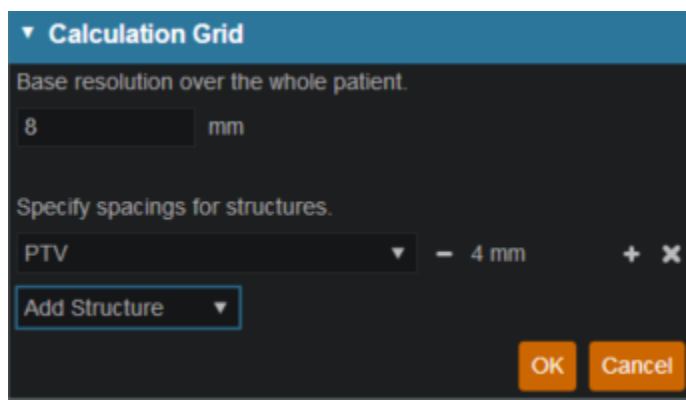 Calculation Grid
Base resolution over the whole patient.
8 mm
Specify spacings for structures.
PTV 4 mm
Add Structure
OK Cancel